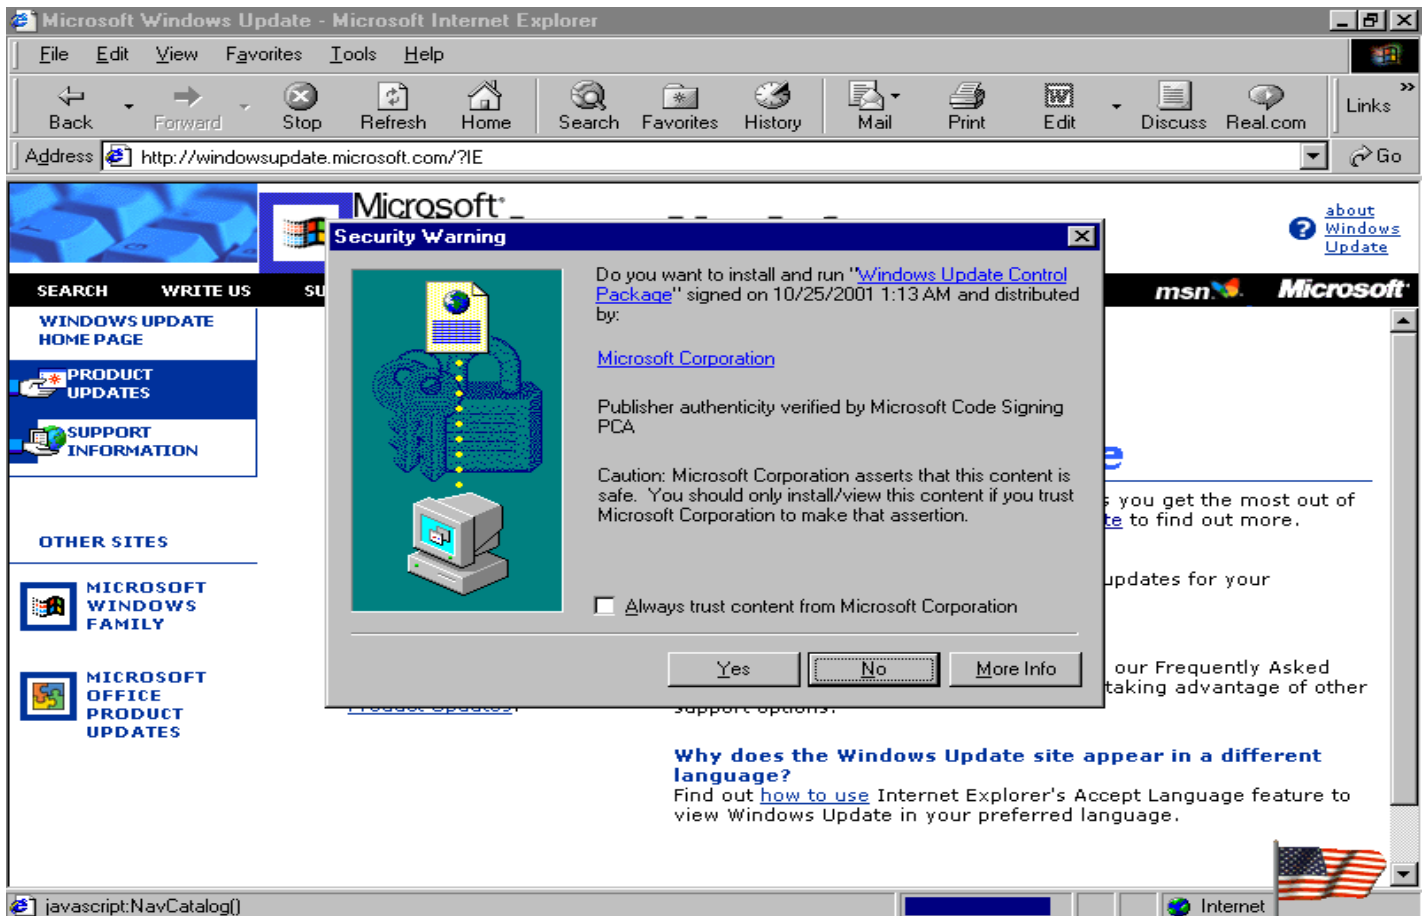 Microsoft Windows Update - Microsoft Internet Explorer
File Edit View Favorites Tools Help
Back Forward Stop Refresh Home Search Favorites History Mail Print Edit Discuss Real.com Links »
Address http://windowsupdate.microsoft.com/?IE Go
Microsoft
about
Windows
Update
SEARCH WRITE US SU msn Microsoft
WINDOWS UPDATE
HOME PAGE
PRODUCT
UPDATES
SUPPORT
INFORMATION
OTHER SITES
MICROSOFT
WINDOWS
FAMILY
MICROSOFT
OFFICE
PRODUCT
UPDATES
Security Warning
Do you want to install and run "Windows Update Control
Package" signed on 10/25/2001 1:13 AM and distributed
by:
Microsoft Corporation
Publisher authenticity verified by Microsoft Code Signing
PCA
Caution: Microsoft Corporation asserts that this content is
safe. You should only install/view this content if you trust
Microsoft Corporation to make that assertion.
Always trust content from Microsoft Corporation
Yes No More Info
e
s you get the most out of
te to find out more.
updates for your
our Frequently Asked
taking advantage of other
Product Updates.
support options.
Why does the Windows Update site appear in a different
language?
Find out how to use Internet Explorer's Accept Language feature to
view Windows Update in your preferred language.
javascript:NavCatalog()
Internet